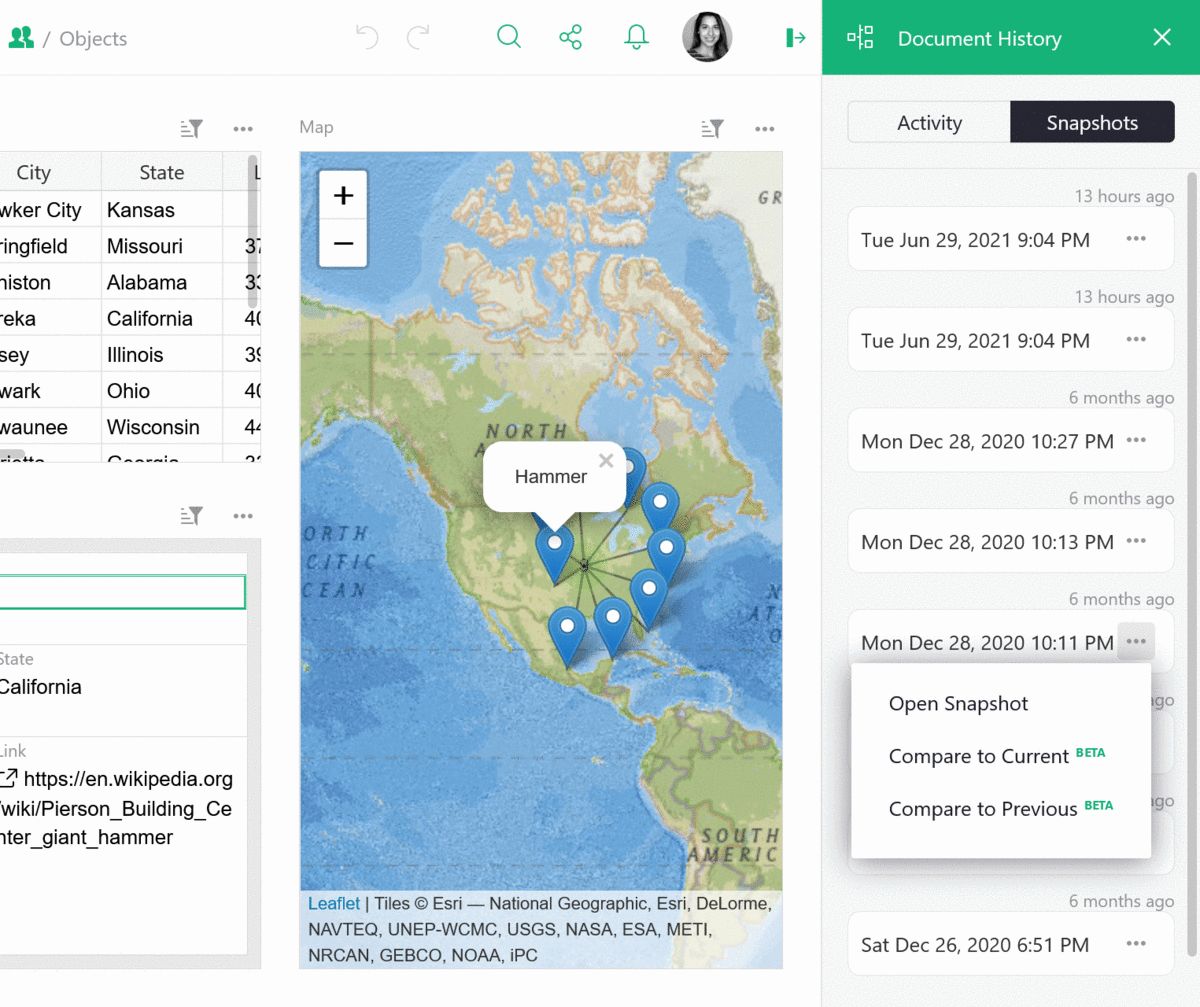 / Objects
Document History
Activity
Snapshots
City
State
wker City
Kansas
ringfield
Missouri
37
niston
Alabama
33
reka
California
40
sey
Illinois
39
wark
Ohio
40
waunee
Wisconsin
44
State
California
Link
https://en.wikipedia.org
/wiki/Pierson_Building_Ce
nter_giant_hammer
Map
+
−
GR
NORTH
Hammer
ORTH
CIFIC
CEAN
SOUTH
AMERIC
Leaflet | Tiles © Esri — National Geographic, Esri, DeLorme,
NAVTEQ, UNEP-WCMC, USGS, NASA, ESA, METI,
NRCAN, GEBCO, NOAA, iPC
13 hours ago
Tue Jun 29, 2021 9:04 PM
13 hours ago
Tue Jun 29, 2021 9:04 PM
6 months ago
Mon Dec 28, 2020 10:27 PM
6 months ago
Mon Dec 28, 2020 10:13 PM
6 months ago
Mon Dec 28, 2020 10:11 PM
ago
Open Snapshot
Compare to Current BETA
ago
Compare to Previous BETA
6 months ago
Sat Dec 26, 2020 6:51 PM